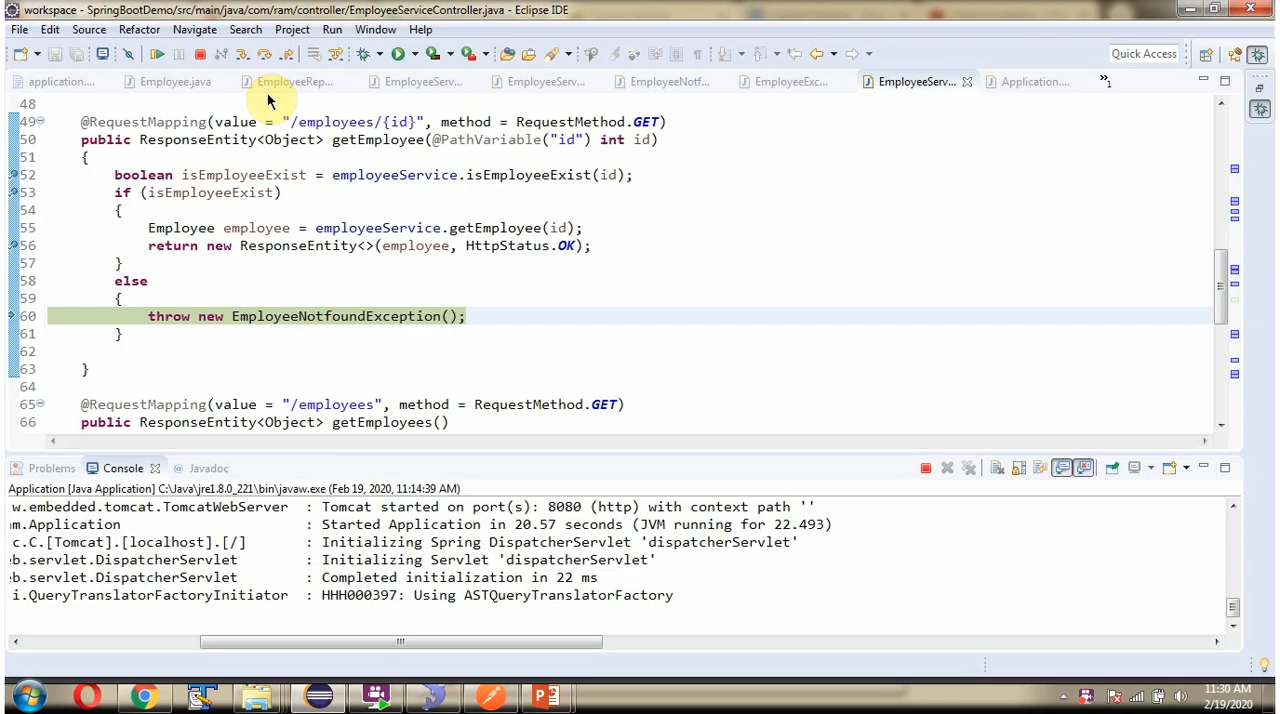 workspace - SpringBootDemo/src/main/java/com/ram/controller/EmployeeServiceController.java - Eclipse IDE
File Edit Source Refactor Navigate Search Project Run Window Help
Quick Access
application.... Employee.java EmployeeRep... EmployeeServ... EmployeeServ... EmployeeNotf... EmployeeExc... EmployeeServ... Application.... »1
48
49 @RequestMapping(value = "/employees/{id}", method = RequestMethod.GET)
50 public ResponseEntity<Object> getEmployee(@PathVariable("id") int id)
51 {
52 boolean isEmployeeExist = employeeService.isEmployeeExist(id);
53 if (isEmployeeExist)
54 {
55 Employee employee = employeeService.getEmployee(id);
56 return new ResponseEntity<>(employee, HttpStatus.OK);
57 }
58 else
59 {
60 throw new EmployeeNotfoundException();
61 }
62
63 }
64
65 @RequestMapping(value = "/employees", method = RequestMethod.GET)
66 public ResponseEntity<Object> getEmployees()
Problems Console Javadoc
Application [Java Application] C:\Java\jre1.8.0_221\bin\javaw.exe (Feb 19, 2020, 11:14:39 AM)
w.embedded.tomcat.TomcatWebServer : Tomcat started on port(s): 8080 (http) with context path ''
m.Application : Started Application in 20.57 seconds (JVM running for 22.493)
c.C.[Tomcat].[localhost].[/] : Initializing Spring DispatcherServlet 'dispatcherServlet'
b.servlet.DispatcherServlet : Initializing Servlet 'dispatcherServlet'
b.servlet.DispatcherServlet : Completed initialization in 22 ms
i.QueryTranslatorFactoryInitiator : HHH000397: Using ASTQueryTranslatorFactory
11:30 AM
2/19/2020